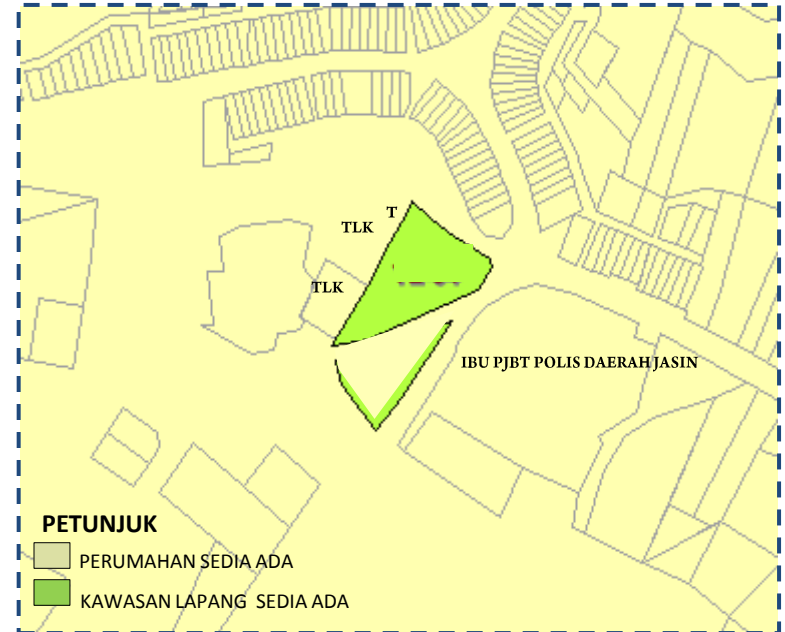 T
TLK
TLK
IBU PJBT POLIS DAERAH JASIN
PETUNJUK
PERUMAHAN SEDIA ADA
KAWASAN LAPANG SEDIA ADA